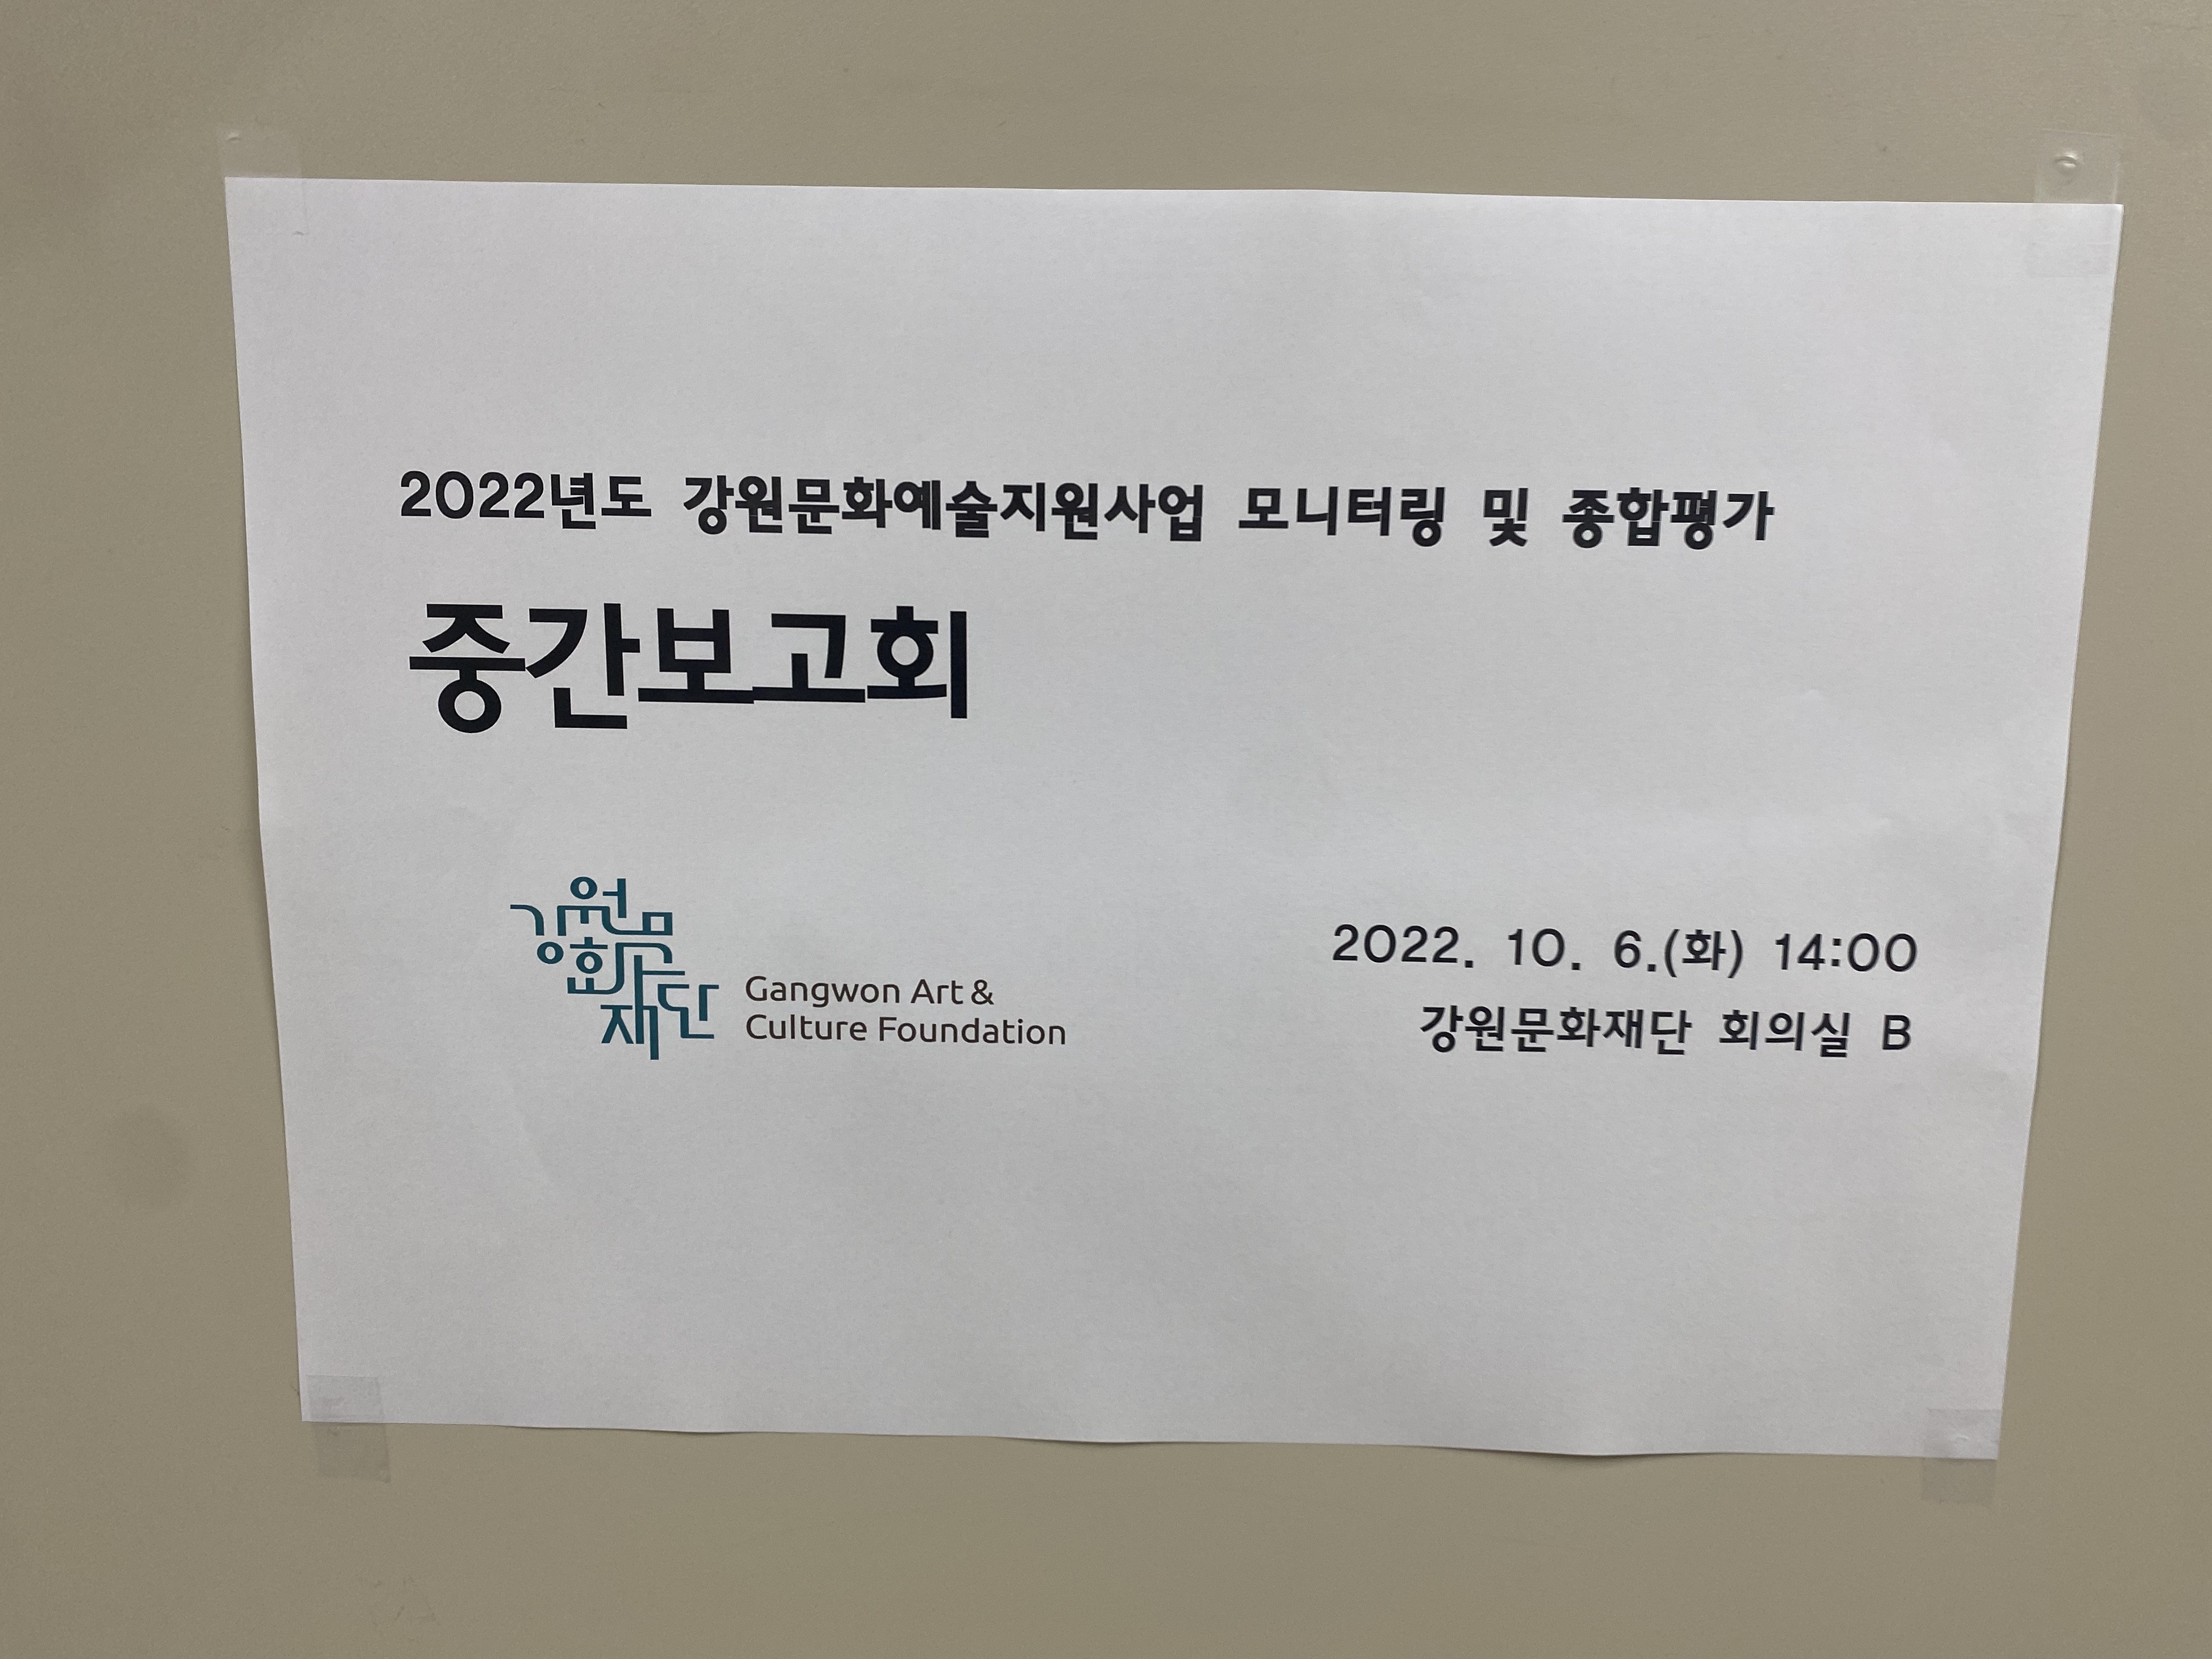 2022년도 강원문화예술지원사업 모니터링 및 종합평가
중간보고회
강원문화재단
Gangwon Art &
Culture Foundation
2022. 10. 6.(화) 14:00
강원문화재단 회의실 B